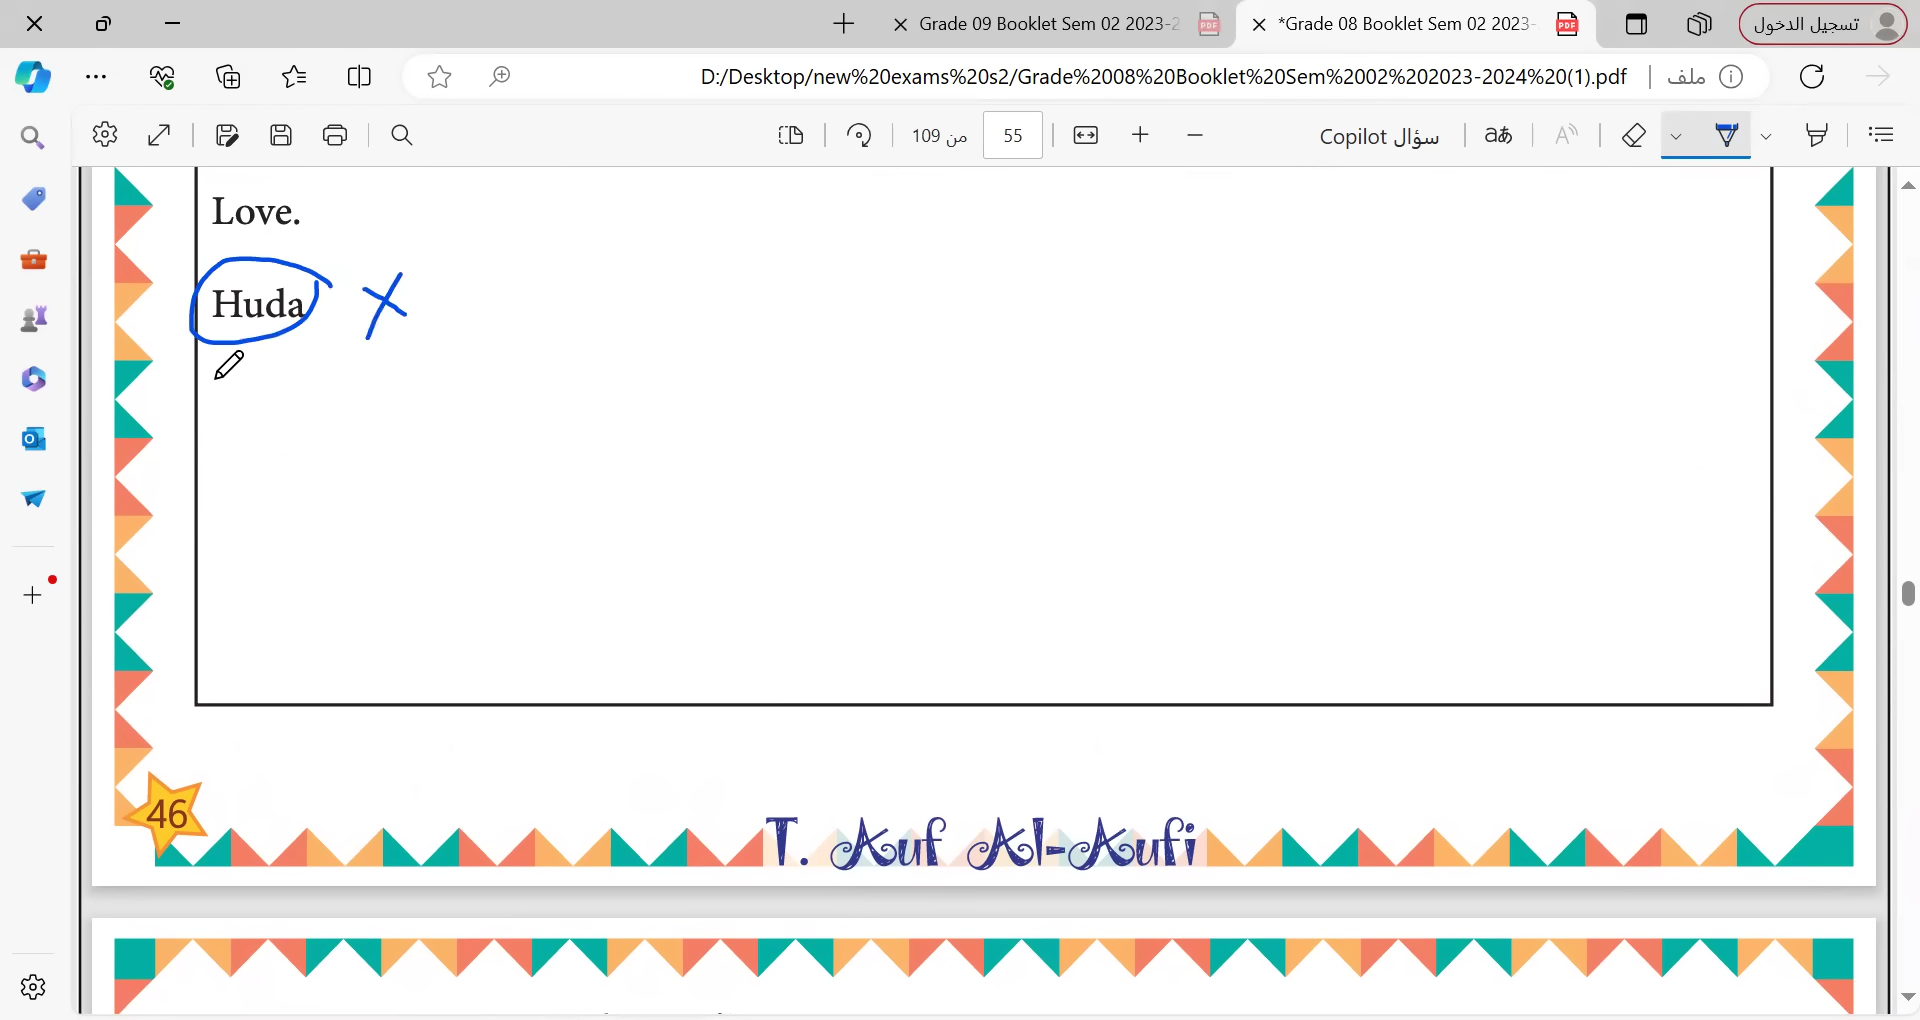 Grade 09 Booklet Sem 02 2023-2
*Grade 08 Booklet Sem 02 2023-
تسجيل الدخول
D:/Desktop/new%20exams%20s2/Grade%2008%20Booklet%20Sem%2002%202023-2024%20(1).pdf
ملف
55 من 109
سؤال Copilot
Love.
Huda
46
T. Auf Al-Aufi